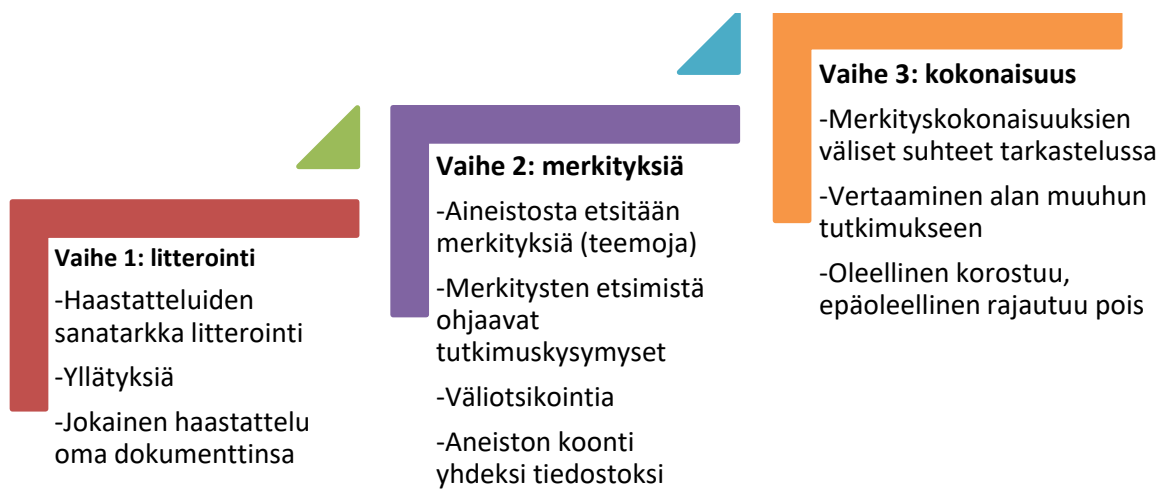 Vaihe 1: litterointi
-Haastatteluiden
sanatarkka litterointi
-Yllätyksiä
-Jokainen haastattelu
oma dokumenttinsa
Vaihe 2: merkityksiä
-Aineistosta etsitään
merkityksiä (teemoja)
-Merkitysten etsimistä
ohjaavat
tutkimuskysymyset
-Väliotsikointia
-Aneiston koonti
yhdeksi tiedostoksi
Vaihe 3: kokonaisuus
-Merkityskokonaisuuksien
väliset suhteet tarkastelussa
-Vertaaminen alan muuhun
tutkimukseen
-Oleellinen korostuu,
epäoleellinen rajautuu pois